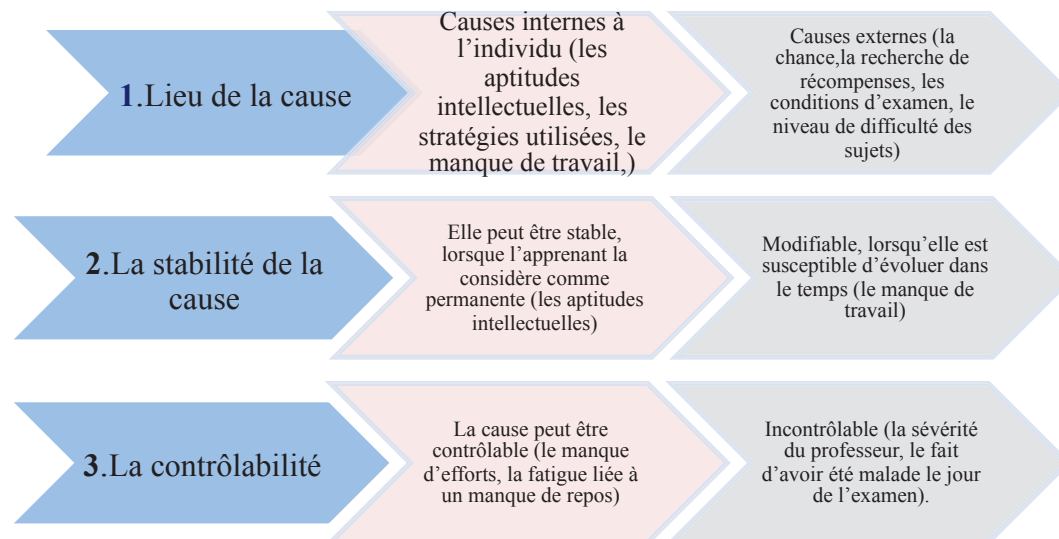 1.Lieu de la cause
Causes internes à
l’individu (les
aptitudes
intellectuelles, les
stratégies utilisées, le
manque de travail,)
Causes externes (la
chance,la recherche de
récompenses, les
conditions d’examen, le
niveau de difficulté des
sujets)
2.La stabilité de la
cause
Elle peut être stable,
lorsque l’apprenant la
considère comme
permanente (les aptitudes
intellectuelles)
Modifiable, lorsqu’elle est
susceptible d’évoluer dans
le temps (le manque de
travail)
3.La contrôlabilité
La cause peut être
contrôlable (le manque
d’efforts, la fatigue liée à
un manque de repos)
Incontrôlable (la sévérité
du professeur, le fait
d’avoir été malade le jour
de l’examen).